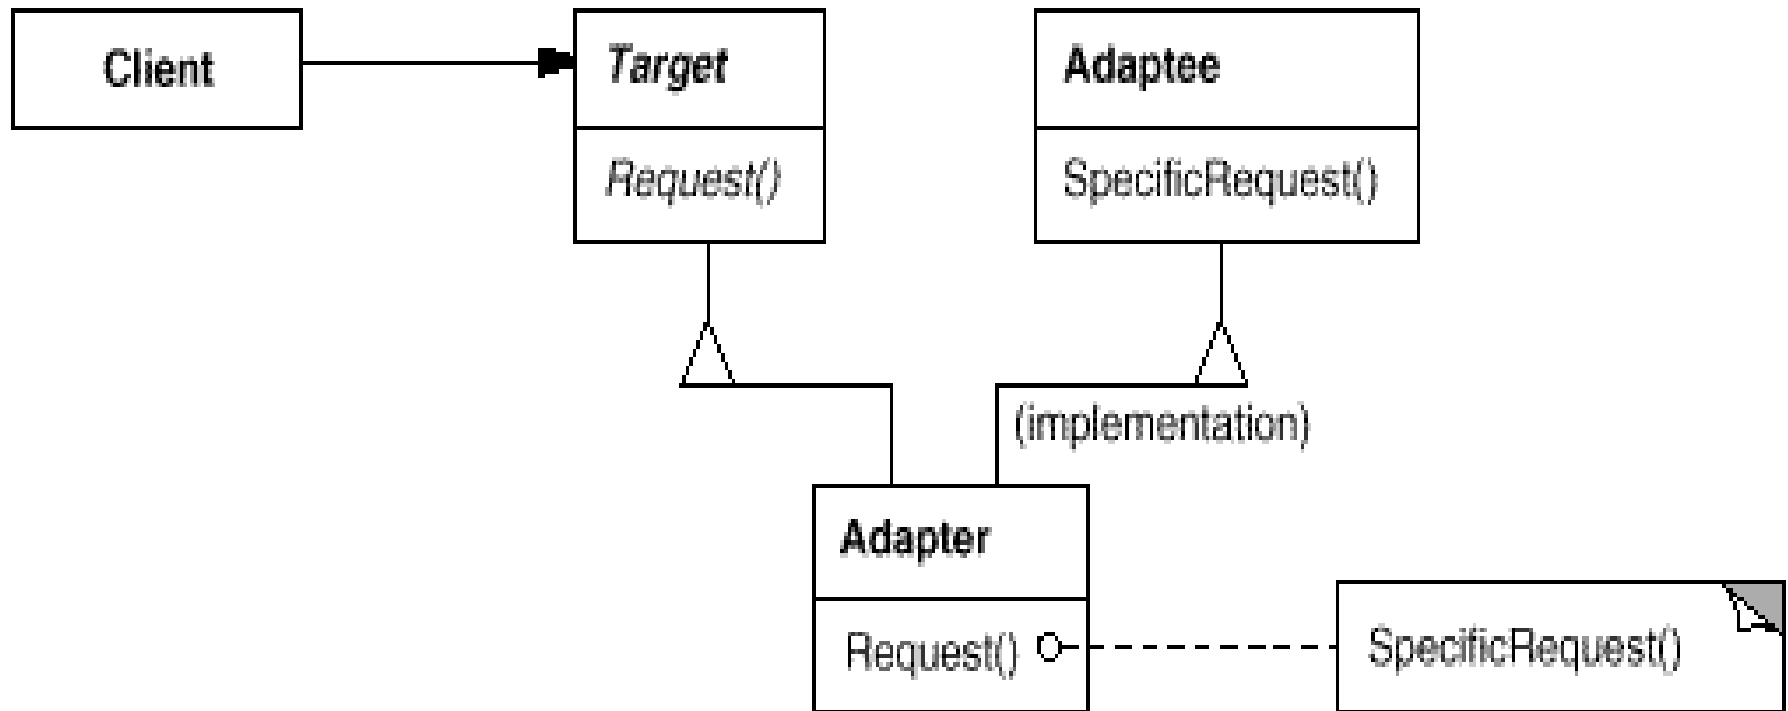 Client
Target
Request()
Adaptee
SpecificRequest()
(implementation)
Adapter
Request()
SpecificRequest()